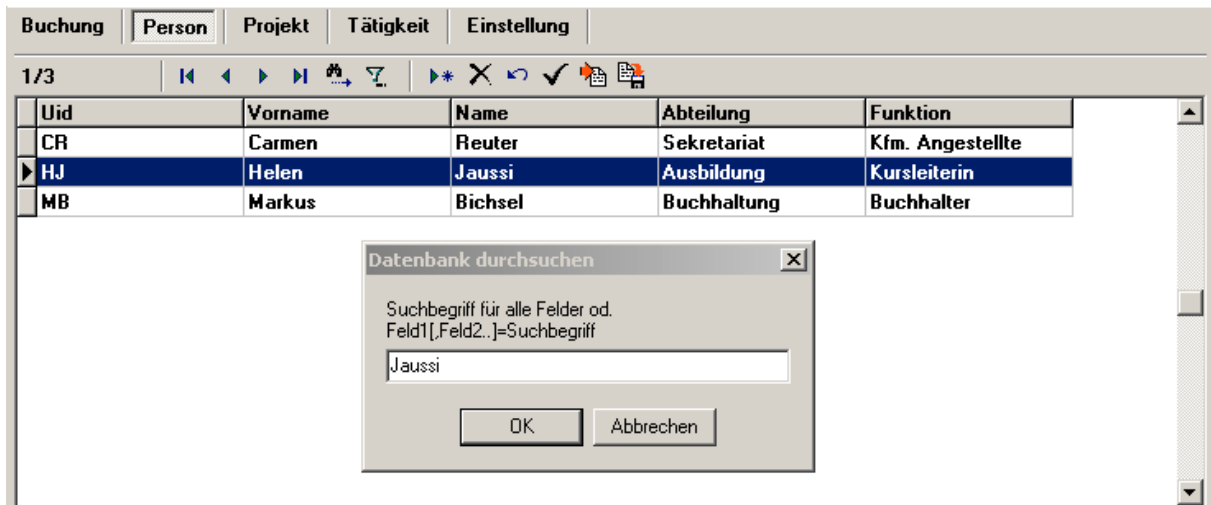 Buchung Person Projekt Tätigkeit Einstellung
1/3
Uid Vorname Name Abteilung Funktion
CR Carmen Reuter Sekretariat Kfm. Angestellte
HJ Helen Jaussi Ausbildung Kursleiterin
MB Markus Bichsel Buchhaltung Buchhalter
Datenbank durchsuchen
Suchbegriff für alle Felder od.
Feld1[,Feld2..]=Suchbegriff
Jaussi
OK Abbrechen